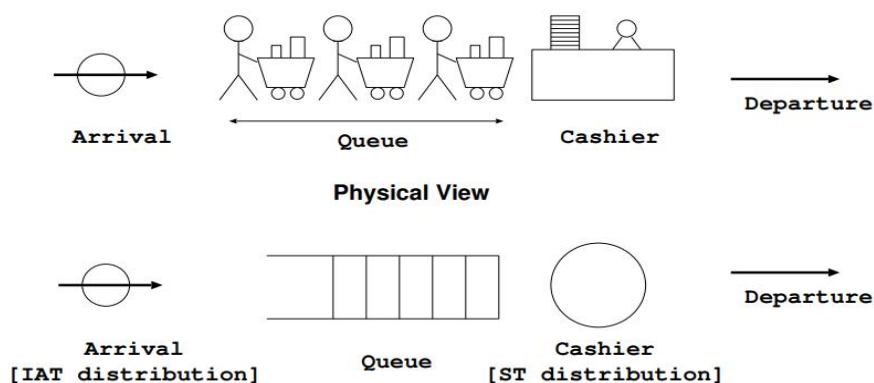 Arrival
Queue
Cashier
Departure
Physical View
Arrival
[IAT distribution]
Queue
Cashier
[ST distribution]
Departure